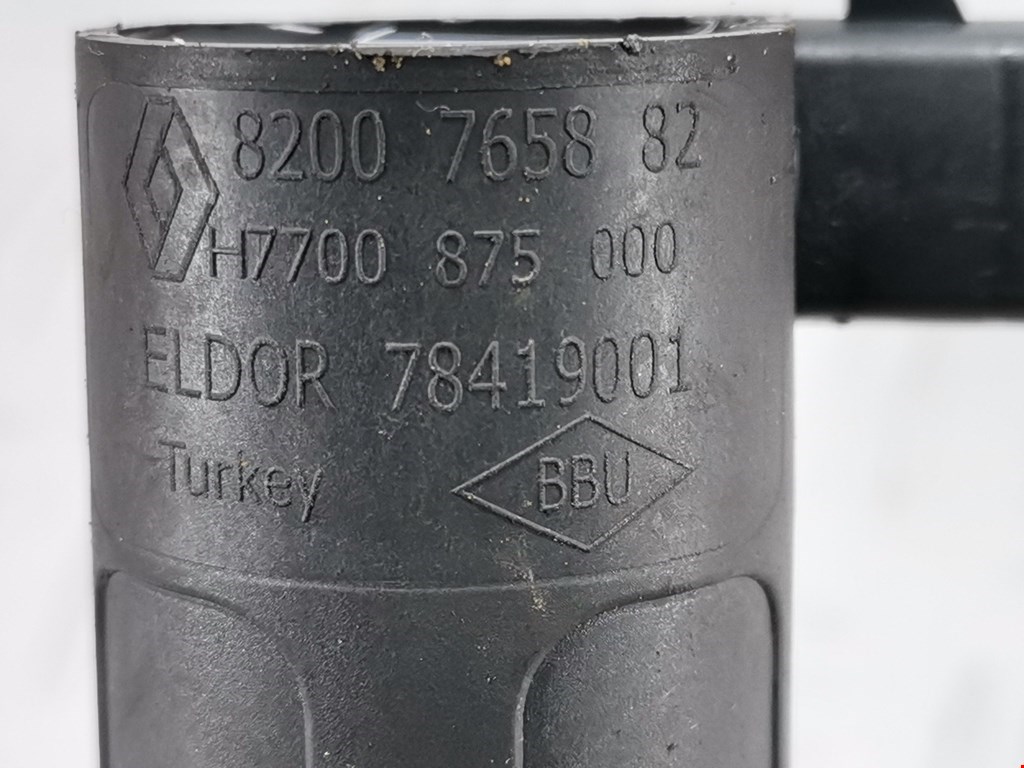 8200 7658 82
H7700 875 000
ELDOR 78419001
Turkey BBU